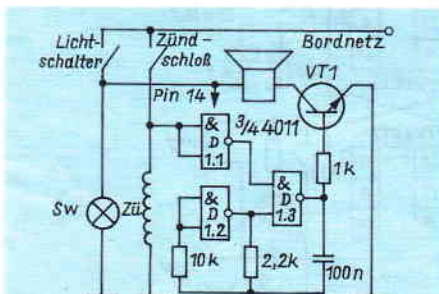 Licht-
schalter
Zünd-
schloß
Bordnetz
VT1
Pin 14
&
D
1.1
3/4 4011
&
D
1.3
1k
Sw
Zü
&
D
1.2
10k
2,2k
100n